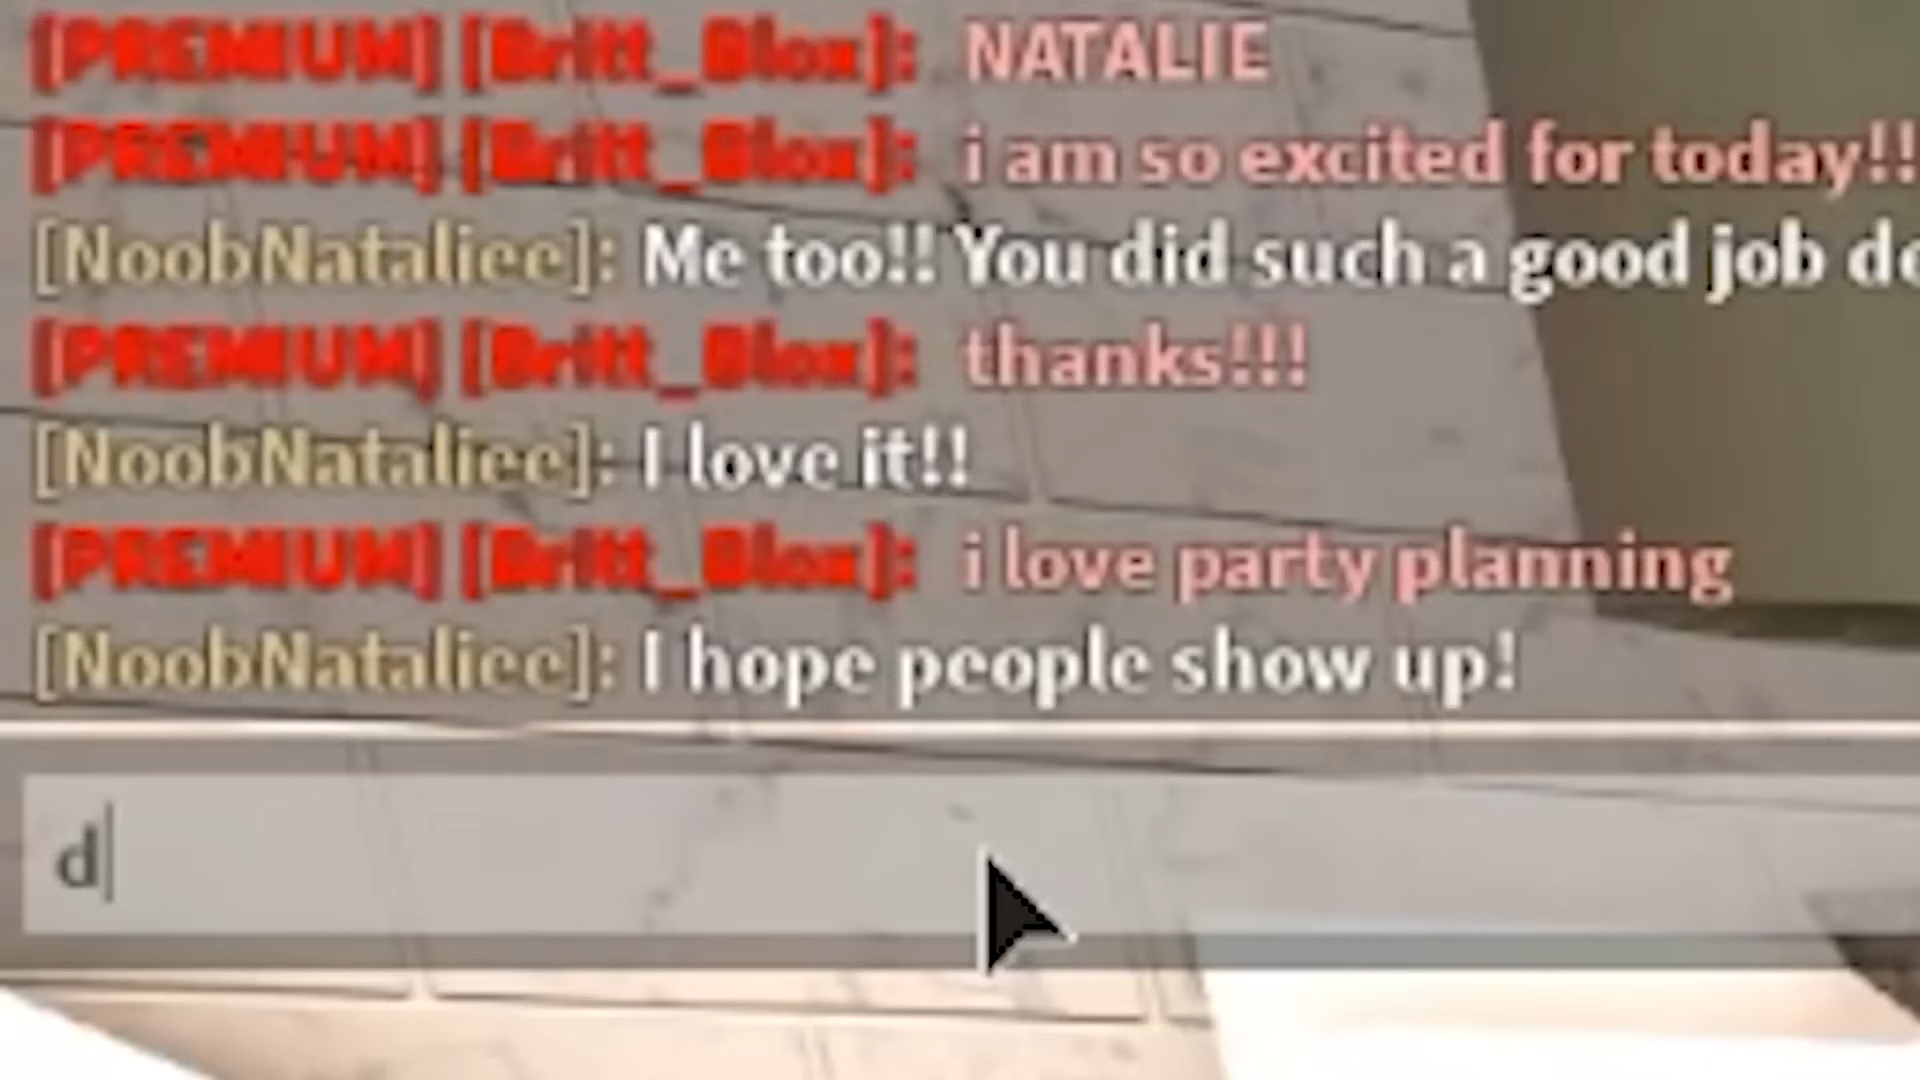 [PREMIUM] [Britt_Blox]: NATALIE
[PREMIUM] [Britt_Blox]: i am so excited for today!!
[NoobNataliee]: Me too!! You did such a good job do
[PREMIUM] [Britt_Blox]: thanks!!!
[NoobNataliee]: I love it!!
[PREMIUM] [Britt_Blox]: i love party planning
[NoobNataliee]: I hope people show up!
d